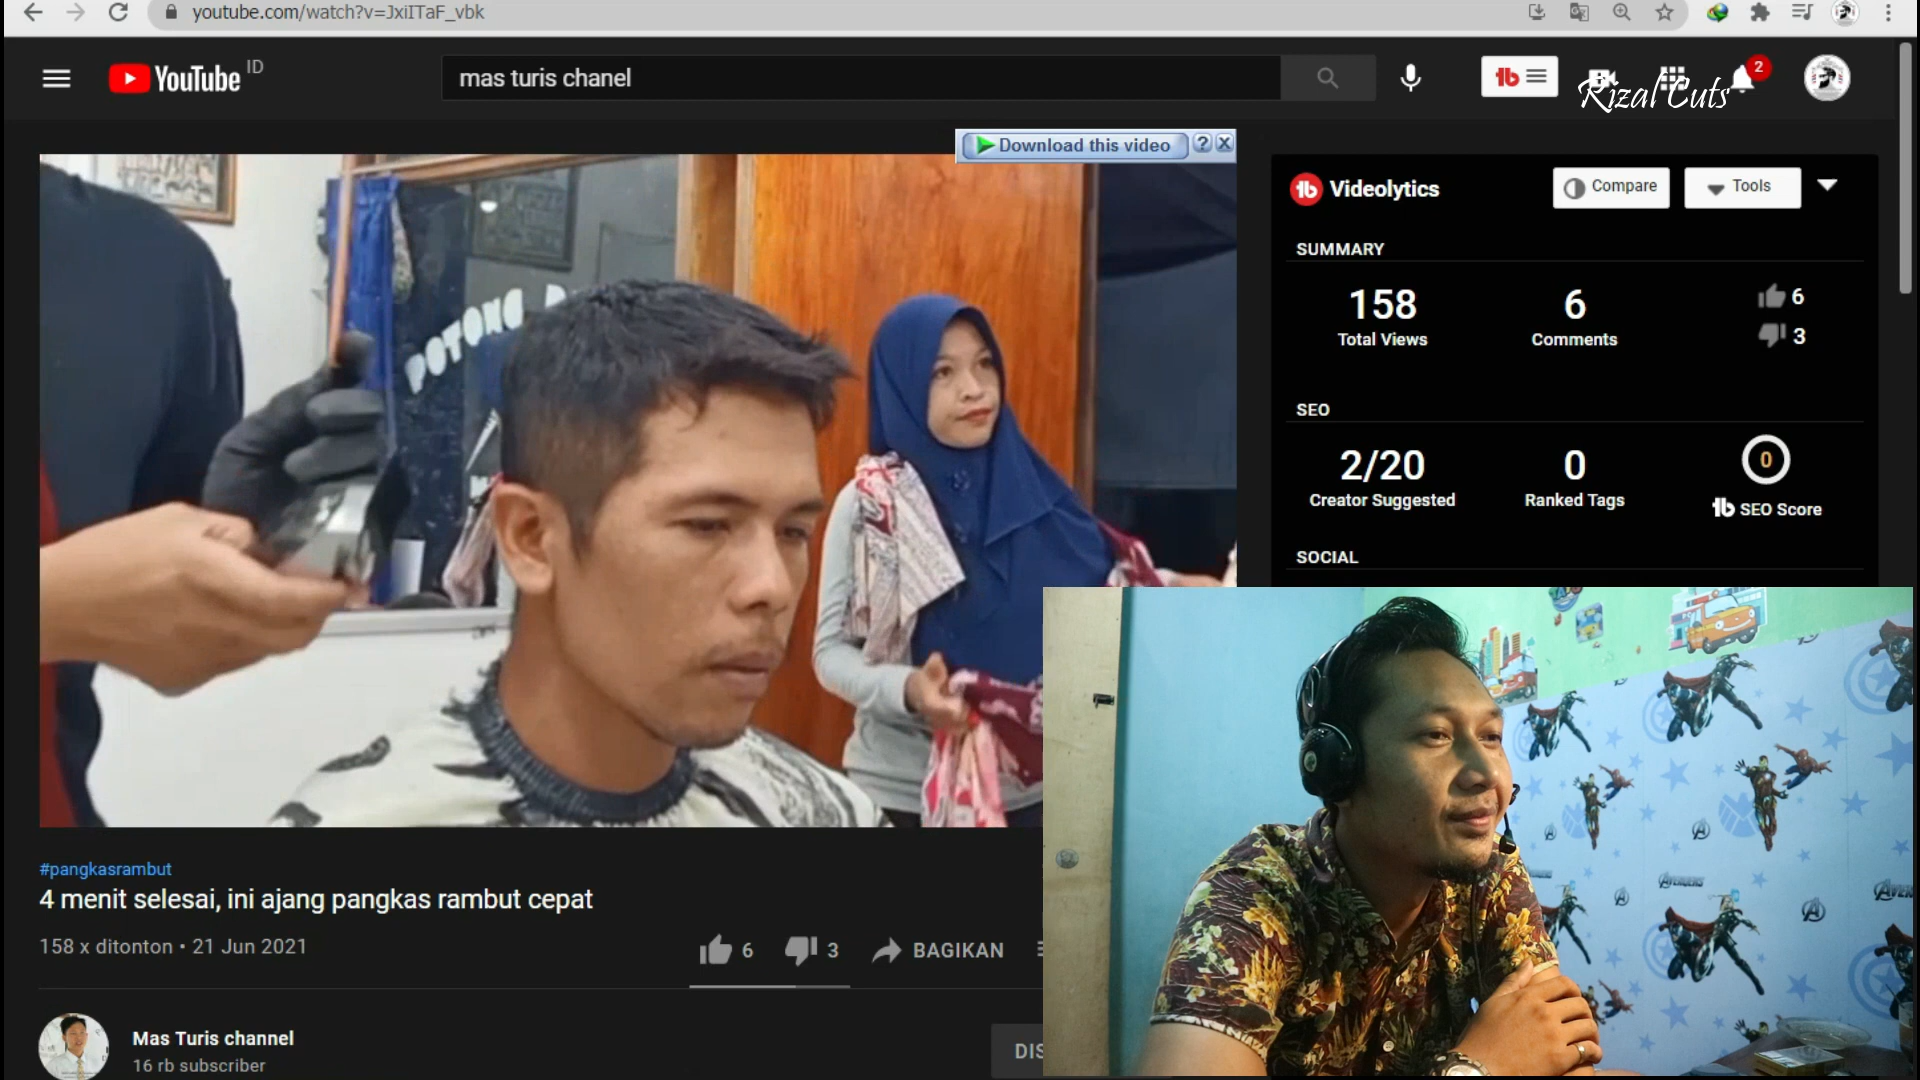 youtube.com/watch?v=JxiITaF_vbk
YouTube ID
mas turis chanel
2
Rizal Cuts
Download this video
Videolytics
Compare
Tools
POTONG
SUMMARY
158
Total Views
6
Comments
6
3
SEO
2/20
Creator Suggested
0
Ranked Tags
0
SEO Score
SOCIAL
AVENGERS
#pangkasrambut
4 menit selesai, ini ajang pangkas rambut cepat
158 x ditonton • 21 Jun 2021
6
3
BAGIKAN
Mas Turis channel
16 rb subscriber
DIS